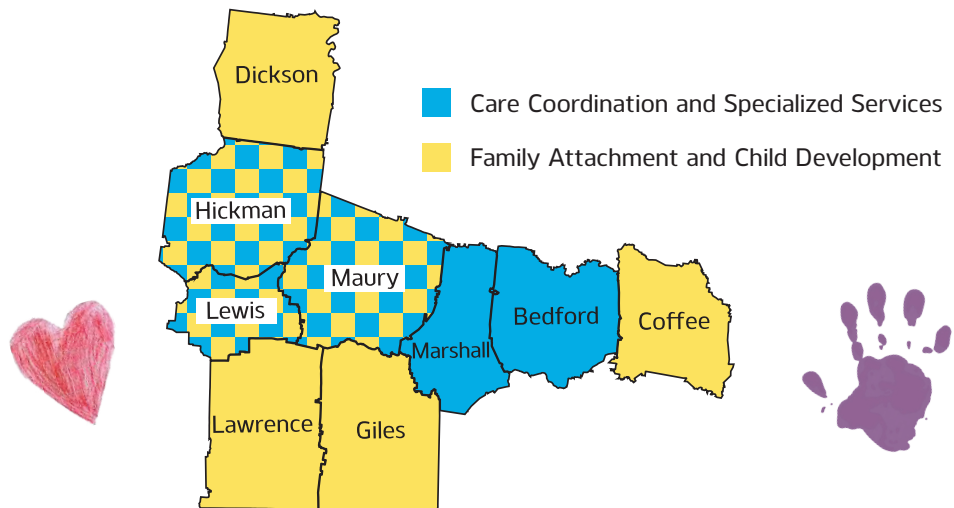 Dickson
Care Coordination and Specialized Services
Family Attachment and Child Development
Hickman
Maury
Lewis
Bedford
Coffee
Marshall
Lawrence
Giles